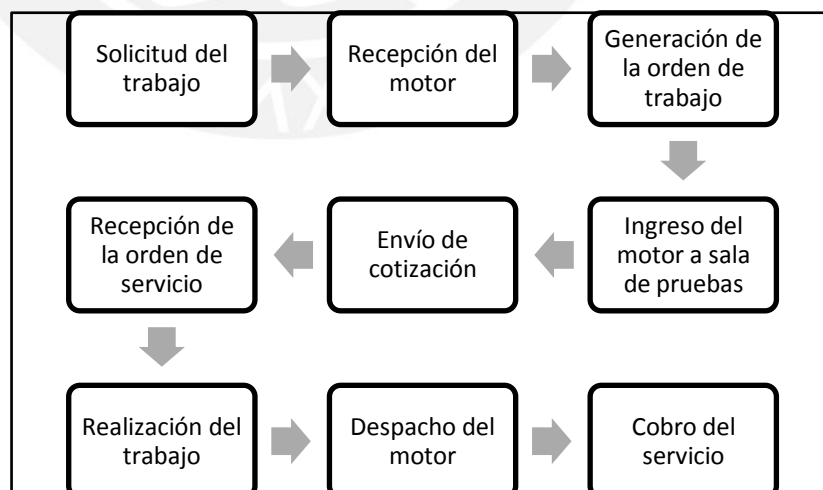 Solicitud del
trabajo
Recepción del
motor
Generación de
la orden de
trabajo
Ingreso del
motor a sala
de pruebas
Envío de
cotización
Recepción de
la orden de
servicio
Realización del
trabajo
Despacho del
motor
Cobro del
servicio